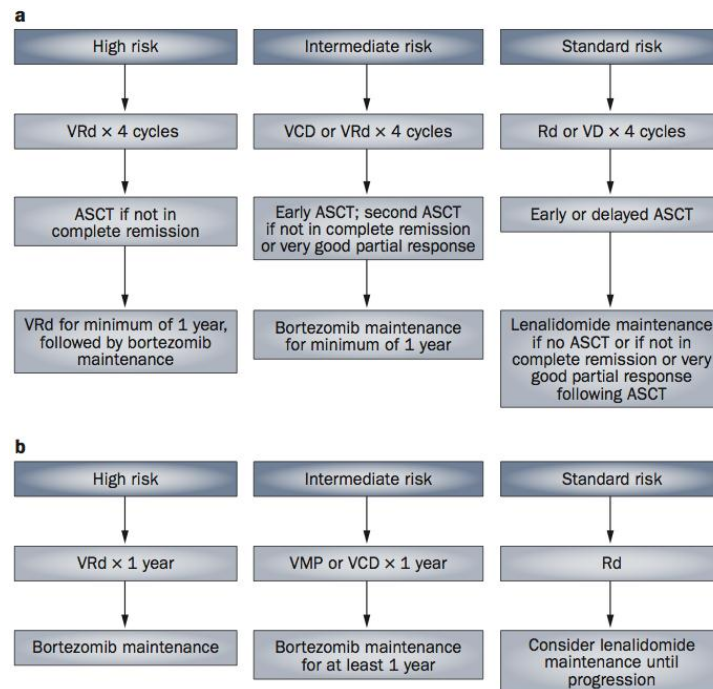 a
High risk
Intermediate risk
Standard risk
VRd × 4 cycles
VCD or VRd × 4 cycles
Rd or VD × 4 cycles
ASCT if not in
complete remission
Early ASCT; second ASCT
if not in complete remission
or very good partial response
Early or delayed ASCT
VRd for minimum of 1 year,
followed by bortezomib
maintenance
Bortezomib maintenance
for minimum of 1 year
Lenalidomide maintenance
if no ASCT or if not in
complete remission or very
good partial response
following ASCT
b
High risk
Intermediate risk
Standard risk
VRd × 1 year
VMP or VCD × 1 year
Rd
Bortezomib maintenance
Bortezomib maintenance
for at least 1 year
Consider lenalidomide
maintenance until
progression